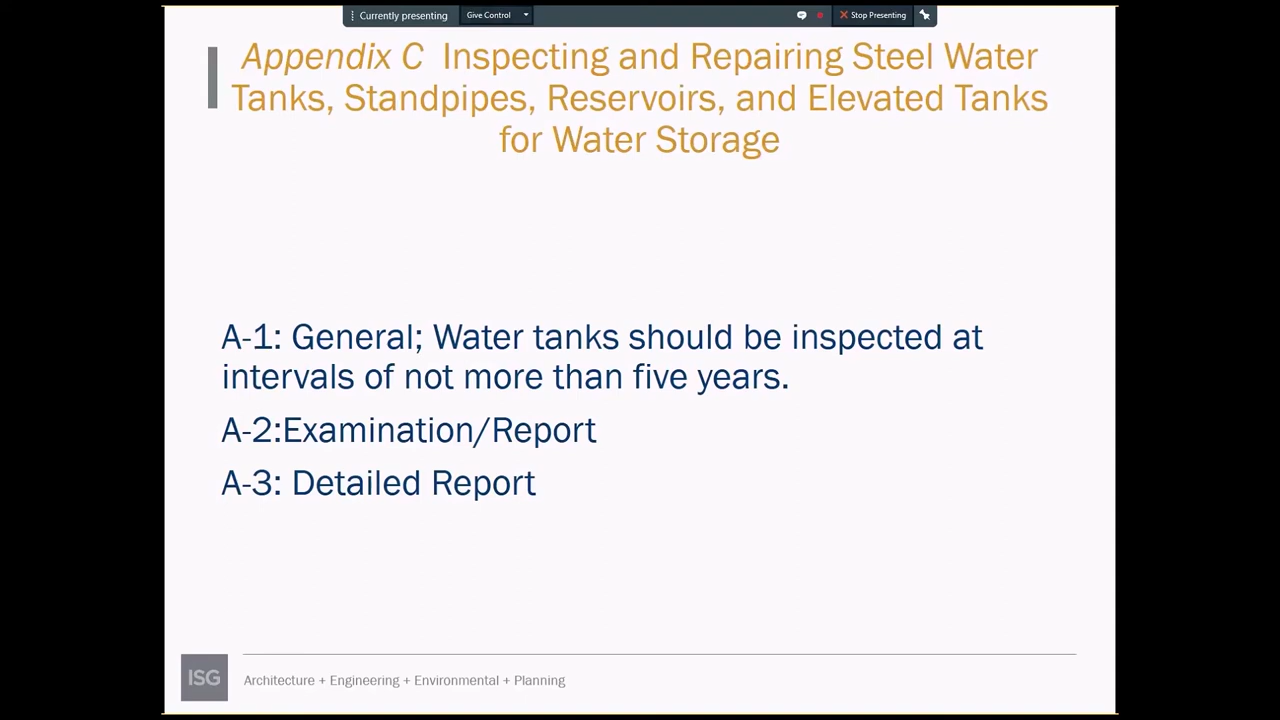 Currently presenting Give Control Stop Presenting
Appendix C Inspecting and Repairing Steel Water
Tanks, Standpipes, Reservoirs, and Elevated Tanks
for Water Storage
A-1: General; Water tanks should be inspected at
intervals of not more than five years.
A-2:Examination/Report
A-3: Detailed Report
ISG Architecture + Engineering + Environmental + Planning